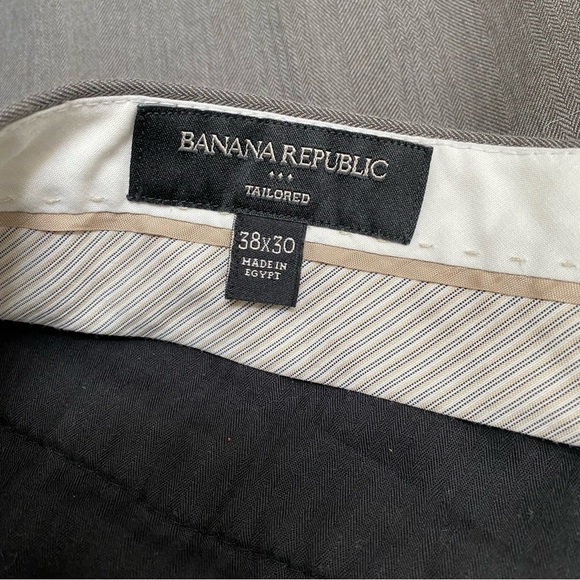 BANANA REPUBLIC
TAILORED
38x30
MADE IN
EGYPT